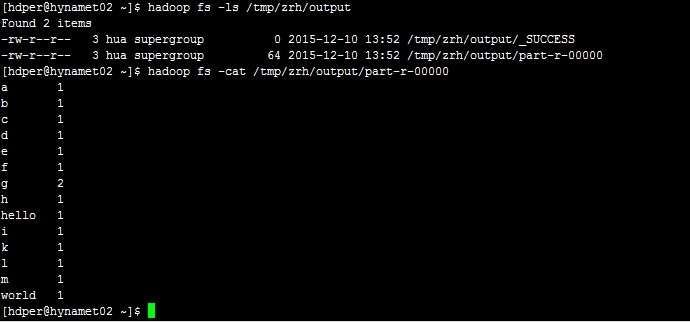 [hdper@hynamet02 ~]$ hadoop fs -ls /tmp/zrh/output
Found 2 items
-rw-r--r--   3 hua supergroup          0 2015-12-10 13:52 /tmp/zrh/output/_SUCCESS
-rw-r--r--   3 hua supergroup         64 2015-12-10 13:52 /tmp/zrh/output/part-r-00000
[hdper@hynamet02 ~]$ hadoop fs -cat /tmp/zrh/output/part-r-00000
a       1
b       1
c       1
d       1
e       1
f       1
g       2
h       1
hello   1
i       1
k       1
l       1
m       1
world   1
[hdper@hynamet02 ~]$